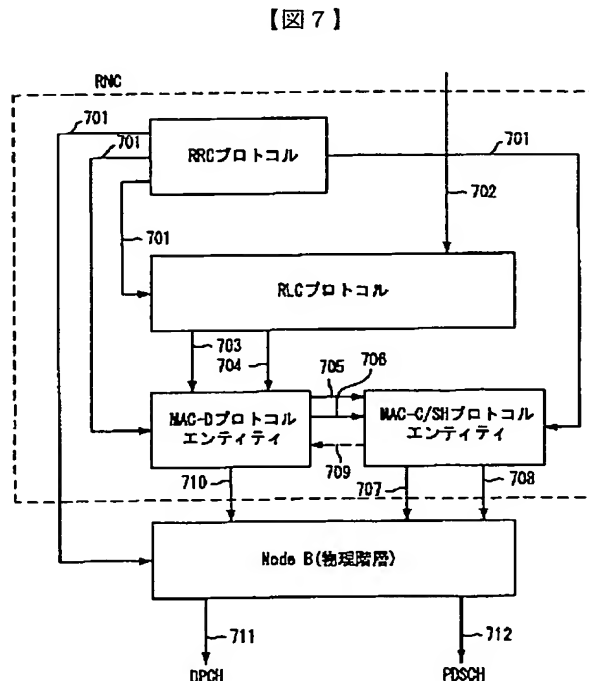 【図7】
RNC
701
701
RRCプロトコル
701
702
701
RLCプロトコル
703
704
705
706
MAC-Dプロトコル
エンティティ
MAC-C/SHプロトコル
エンティティ
709
710
707
708
Node B(物理階層)
711
712
DPCH
PDSCH